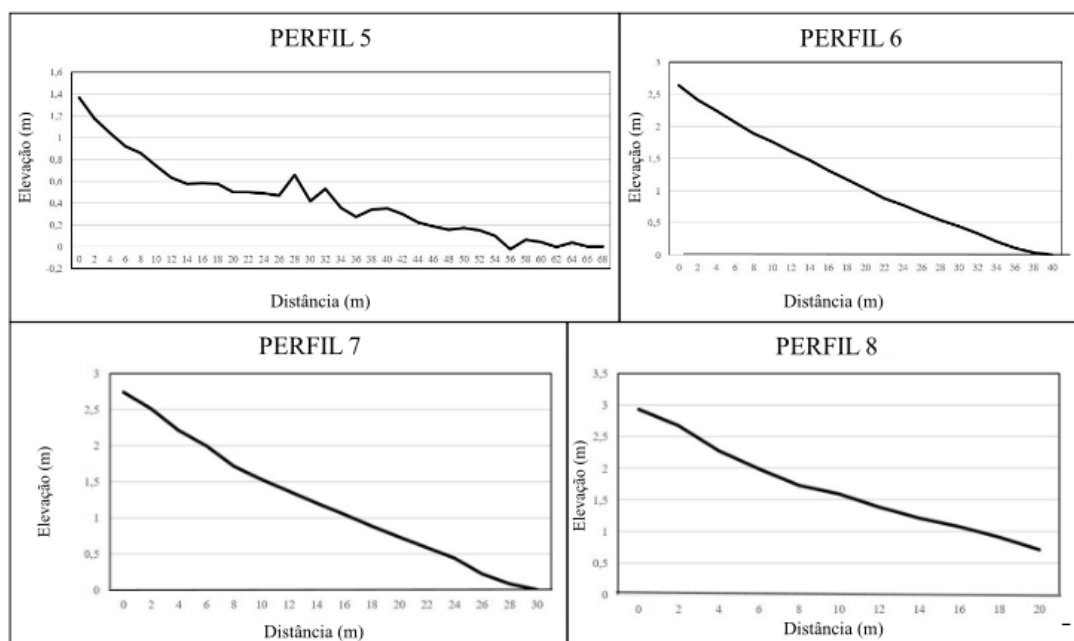 PERFIL 5
1,6
1,4
1,2
1
0,8
0,6
0,4
0,2
0
-0,2
Elevação (m)
0 2 4 6 8 10 12 14 16 18 20 22 24 26 28 30 32 34 36 38 40 42 44 46 48 50 52 54 56 58 60 62 64 66 68
Distância (m)
PERFIL 6
3
2,5
2
1,5
1
0,5
0
Elevação (m)
0 2 4 6 8 10 12 14 16 18 20 22 24 26 28 30 32 34 36 38 40
Distância (m)
PERFIL 7
3
2,5
2
1,5
1
0,5
0
Elevação (m)
0 2 4 6 8 10 12 14 16 18 20 22 24 26 28 30
Distância (m)
PERFIL 8
3,5
3
2,5
2
1,5
1
0,5
0
Elevação (m)
0 2 4 6 8 10 12 14 16 18 20
Distância (m)